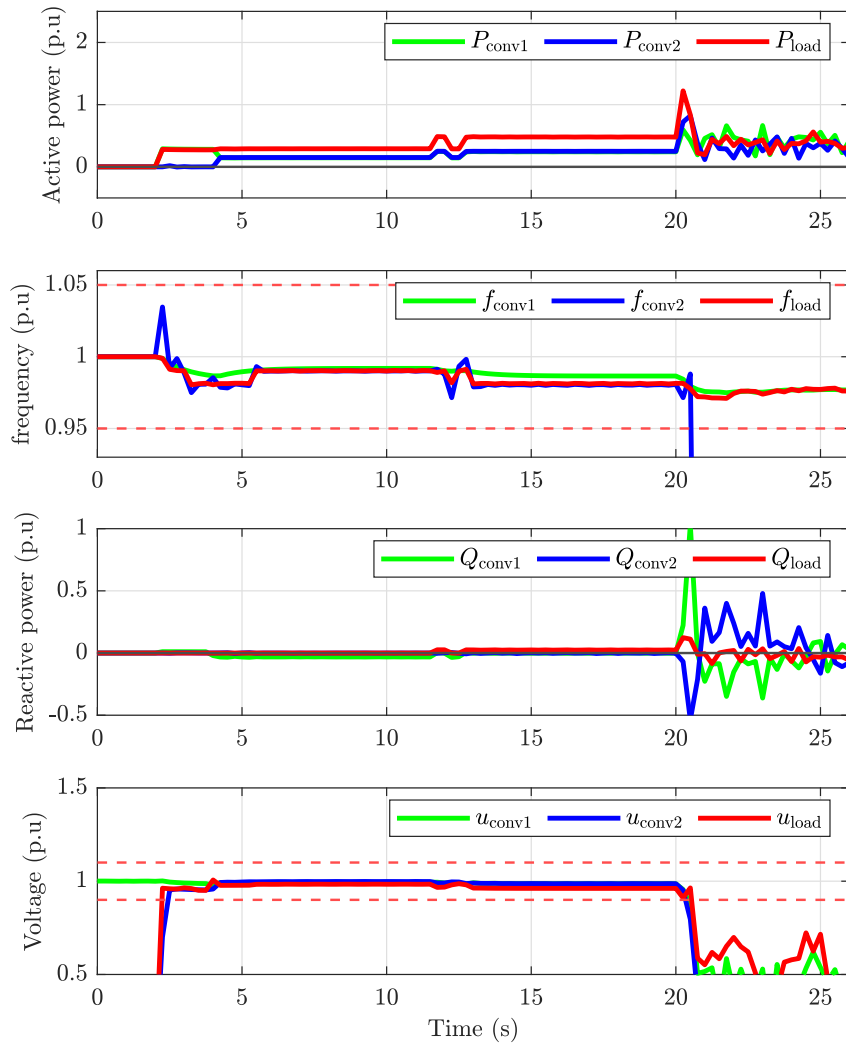 Active power (p.u)
2
1
0
P_conv1 P_conv2 P_load
0 5 10 15 20 25
frequency (p.u)
1.05
1
0.95
f_conv1 f_conv2 f_load
0 5 10 15 20 25
Reactive power (p.u)
1
0.5
0
-0.5
Q_conv1 Q_conv2 Q_load
0 5 10 15 20 25
Voltage (p.u)
1.5
1
0.5
u_conv1 u_conv2 u_load
0 5 10 15 20 25
Time (s)